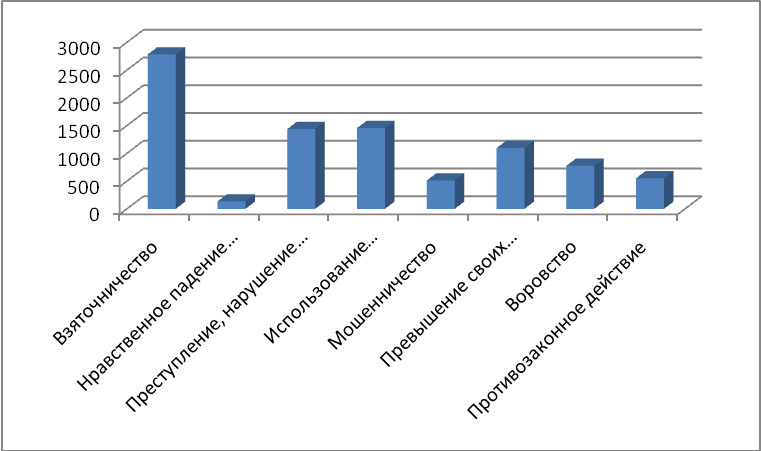 3000
2500
2000
1500
1000
500
0
Взяточничество
Нравственное падение...
Преступление, нарушение...
Использование...
Мошенничество
Превышение своих...
Воровство
Противозаконное действие